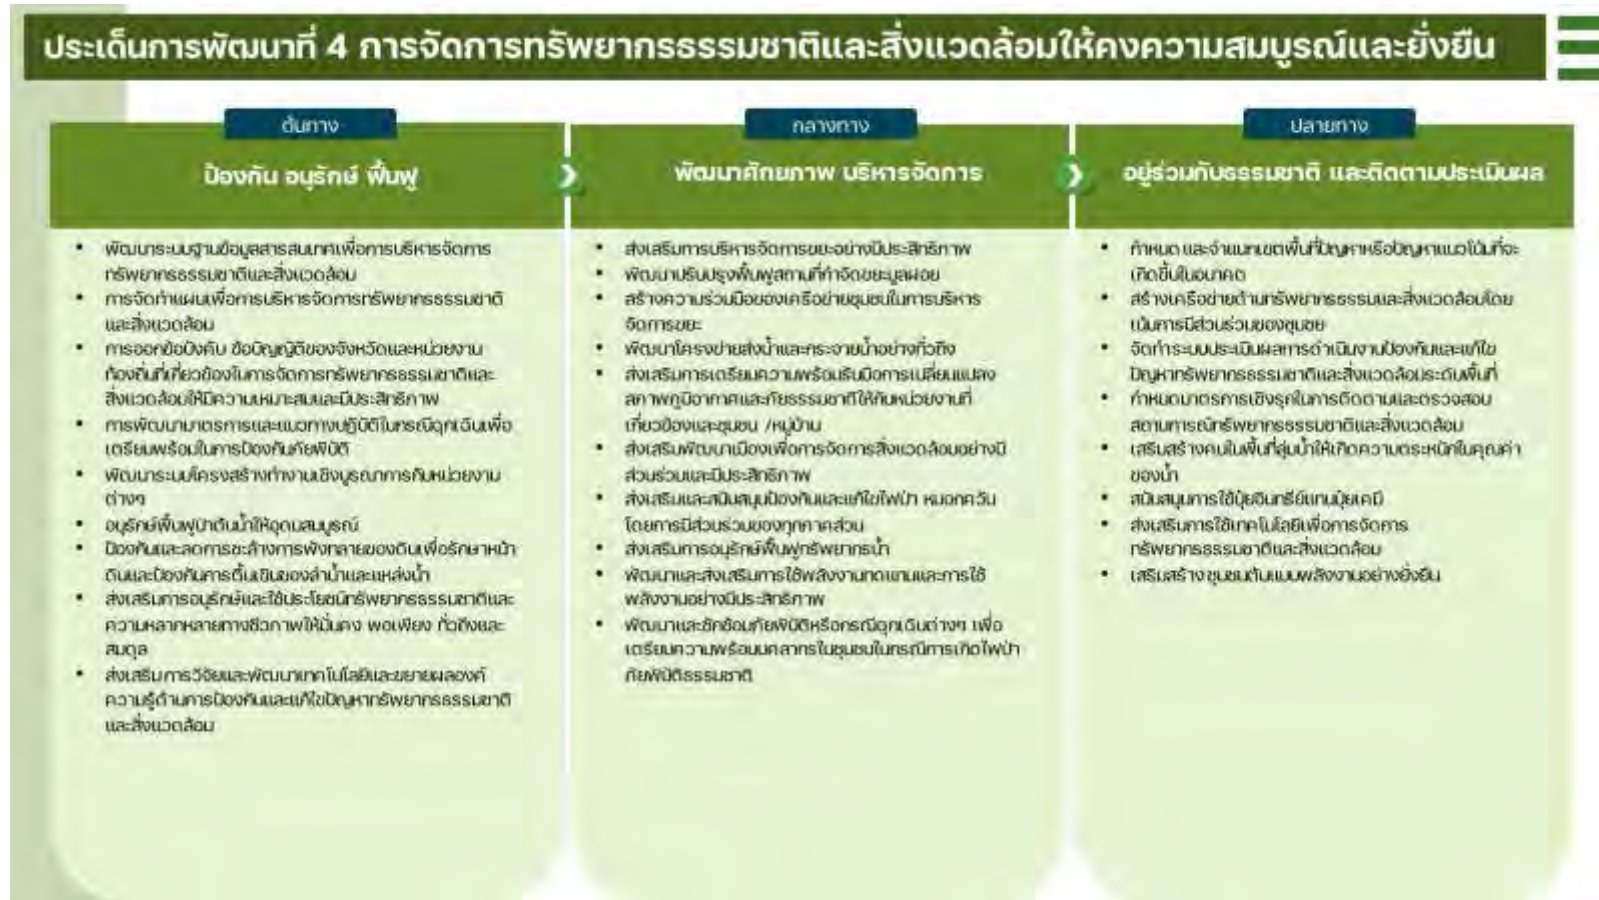 ประเด็นการพัฒนาที่ 4 การจัดการทรัพยากรธรรมชาติและสิ่งแวดล้อมให้คงความสมบูรณ์และยั่งยืน
ต้นทาง
ป้องกัน อนุรักษ์ ฟื้นฟู
• พัฒนาระบบฐานข้อมูลสารสนเทศเพื่อการบริหารจัดการ
ทรัพยากรธรรมชาติและสิ่งแวดล้อม
• การจัดทำแผนเพื่อการบริหารจัดการทรัพยากรธรรมชาติ
และสิ่งแวดล้อม
• การออกข้อบังคับ ข้อบัญญัติของจังหวัดและหน่วยงาน
ท้องถิ่นที่เกี่ยวข้องในการจัดการทรัพยากรธรรมชาติและ
สิ่งแวดล้อมให้มีความเหมาะสมและมีประสิทธิภาพ
• การพัฒนามาตรการและแนวทางปฏิบัติในกรณีฉุกเฉินเพื่อ
เตรียมพร้อมในการป้องกันภัยพิบัติ
• พัฒนาระบบโครงสร้างทำงานเชิงบูรณาการกับหน่วยงาน
ต่างๆ
• อนุรักษ์ฟื้นฟูป่าต้นน้ำให้อุดมสมบูรณ์
• ป้องกันและลดการชะล้างการพังทลายของดินเพื่อรักษาหน้า
ดินและป้องกันการตื้นเขินของลำน้ำและแหล่งน้ำ
• ส่งเสริมการอนุรักษ์และใช้ประโยชน์ทรัพยากรธรรมชาติและ
ความหลากหลายทางชีวภาพให้มั่นคง พอเพียง ทั่วถึงและ
สมดุล
• ส่งเสริมการวิจัยและพัฒนาเทคโนโลยีและขยายผลองค์
ความรู้ด้านการป้องกันและแก้ไขปัญหาทรัพยากรธรรมชาติ
และสิ่งแวดล้อม
กลางทาง
พัฒนาศักยภาพ บริหารจัดการ
• ส่งเสริมการบริหารจัดการขยะอย่างมีประสิทธิภาพ
• พัฒนาปรับปรุงฟื้นฟูสถานที่กำจัดขยะมูลฝอย
• สร้างความร่วมมือของเครือข่ายชุมชนในการบริหาร
จัดการขยะ
• พัฒนาโครงข่ายส่งน้ำและกระจายน้ำอย่างทั่วถึง
• ส่งเสริมการเตรียมความพร้อมรับมือการเปลี่ยนแปลง
สภาพภูมิอากาศและภัยธรรมชาติให้กับหน่วยงานที่
เกี่ยวข้องและชุมชน /หมู่บ้าน
• ส่งเสริมพัฒนาเมืองเพื่อการจัดการสิ่งแวดล้อมอย่างมี
ส่วนร่วมและมีประสิทธิภาพ
• ส่งเสริมและสนับสนุนป้องกันและแก้ไขไฟป่า หมอกควัน
โดยการมีส่วนร่วมของทุกภาคส่วน
• ส่งเสริมการอนุรักษ์ฟื้นฟูทรัพยากรน้ำ
• พัฒนาและส่งเสริมการใช้พลังงานทดแทนและการใช้
พลังงานอย่างมีประสิทธิภาพ
• พัฒนาและซักซ้อมภัยพิบัติหรือกรณีฉุกเฉินต่างๆ เพื่อ
เตรียมความพร้อมบุคลากรในชุมชนในกรณีการเกิดไฟป่า
ภัยพิบัติธรรมชาติ
ปลายทาง
อยู่ร่วมกับธรรมชาติ และติดตามประเมินผล
• กำหนด และจำแนกเขตพื้นที่ปัญหาหรือปัญหาแนวโน้มที่จะ
เกิดขึ้นในอนาคต
• สร้างเครือข่ายด้านทรัพยากรธรรมและสิ่งแวดล้อมโดย
เน้นการมีส่วนร่วมของชุมชย
• จัดทำระบบประเมินผลการดำเนินงานป้องกันและแก้ไข
ปัญหาทรัพยากรธรรมชาติและสิ่งแวดล้อมระดับพื้นที่
• กำหนดมาตรการเชิงรุกในการติดตามและตรวจสอบ
สถานการณ์ทรัพยากรธรรมชาติและสิ่งแวดล้อม
• เสริมสร้างคนในพื้นที่ลุ่มน้ำให้เกิดความตระหนักในคุณค่า
ของน้ำ
• สนับสนุนการใช้ปุ๋ยอินทรีย์แทนปุ๋ยเคมี
• ส่งเสริมการใช้เทคโนโลยีเพื่อการจัดการ
ทรัพยากรธรรมชาติและสิ่งแวดล้อม
• เสริมสร้างชุมชนต้นแบบพลังงานอย่างยั่งยืน